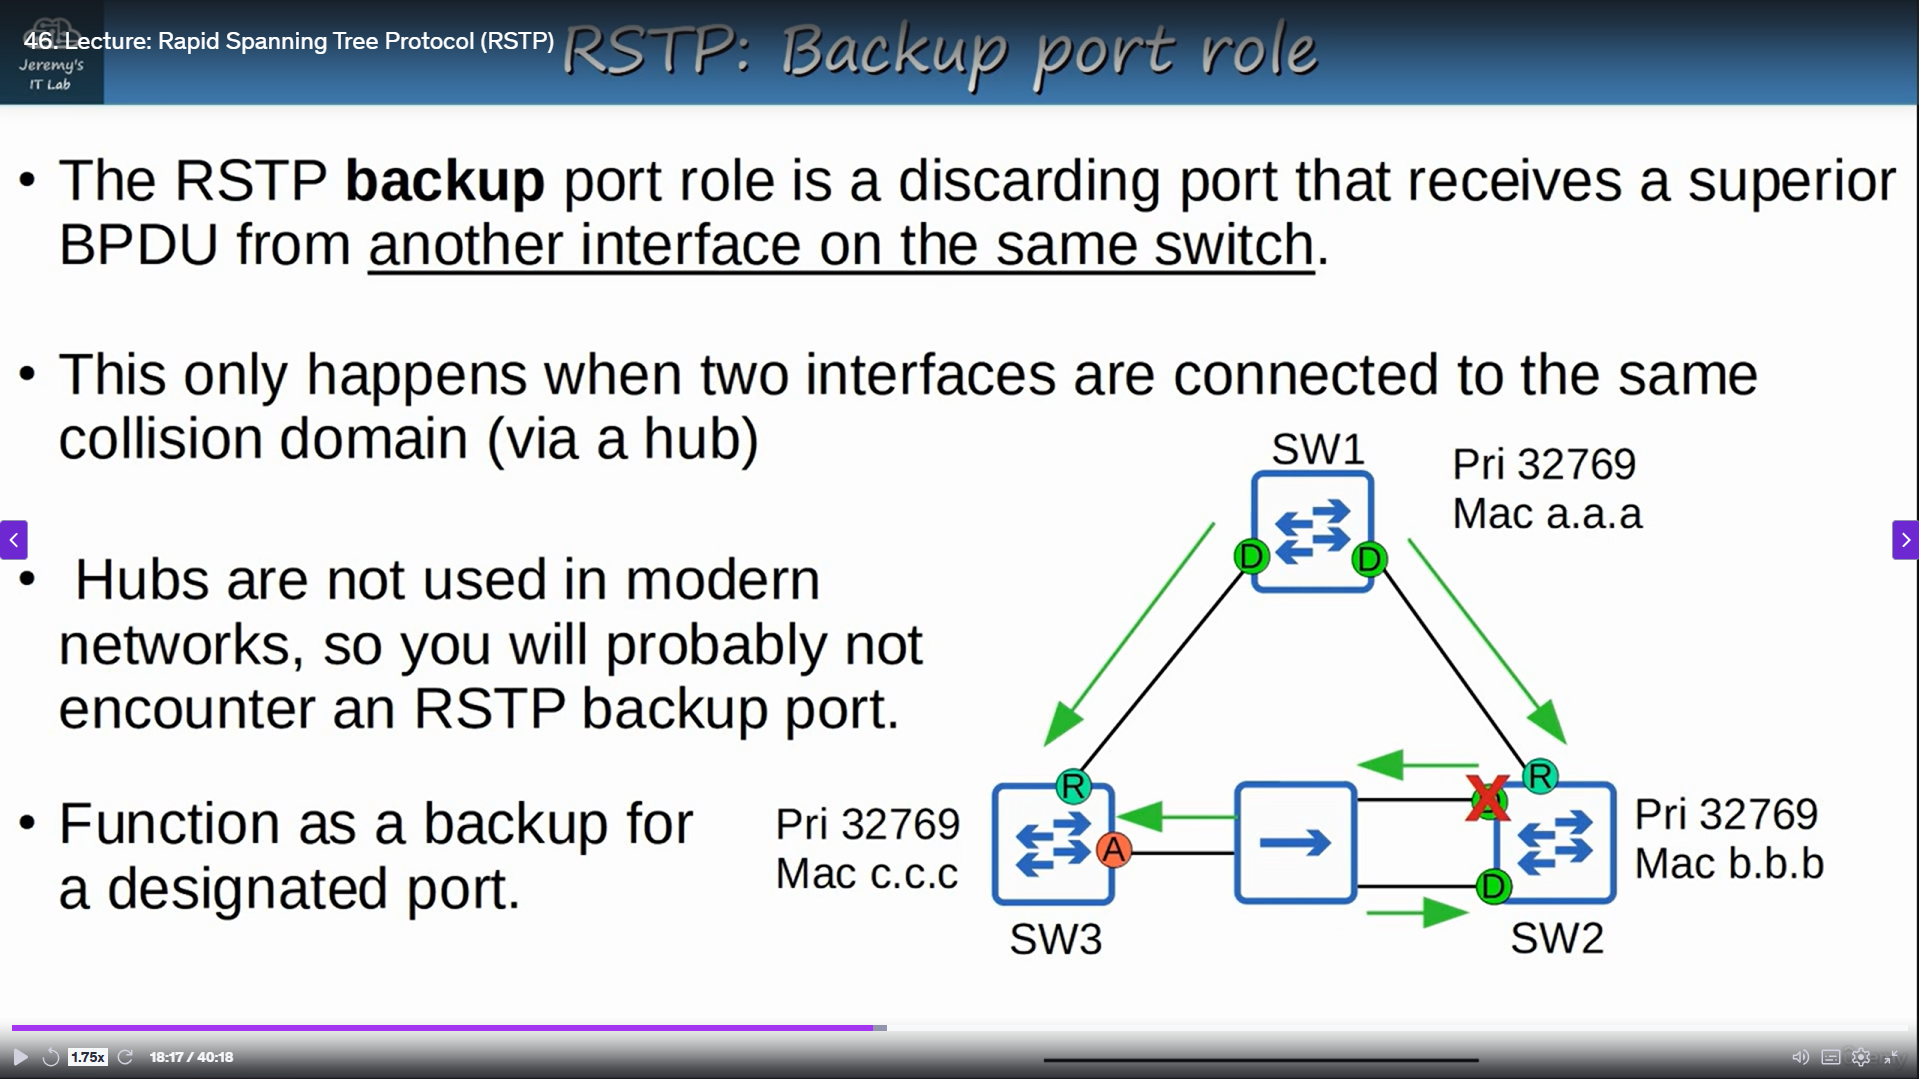 46. Lecture: Rapid Spanning Tree Protocol (RSTP)
Jeremy's
IT Lab
RSTP: Backup port role
• The RSTP backup port role is a discarding port that receives a superior
BPDU from another interface on the same switch.
• This only happens when two interfaces are connected to the same
collision domain (via a hub)
• Hubs are not used in modern
networks, so you will probably not
encounter an RSTP backup port.
• Function as a backup for
a designated port.
SW1
Pri 32769
Mac a.a.a
D
D
R
R
Pri 32769
Mac c.c.c
A
SW3
X
D
Pri 32769
Mac b.b.b
SW2
1.75x
18:17 / 40:18